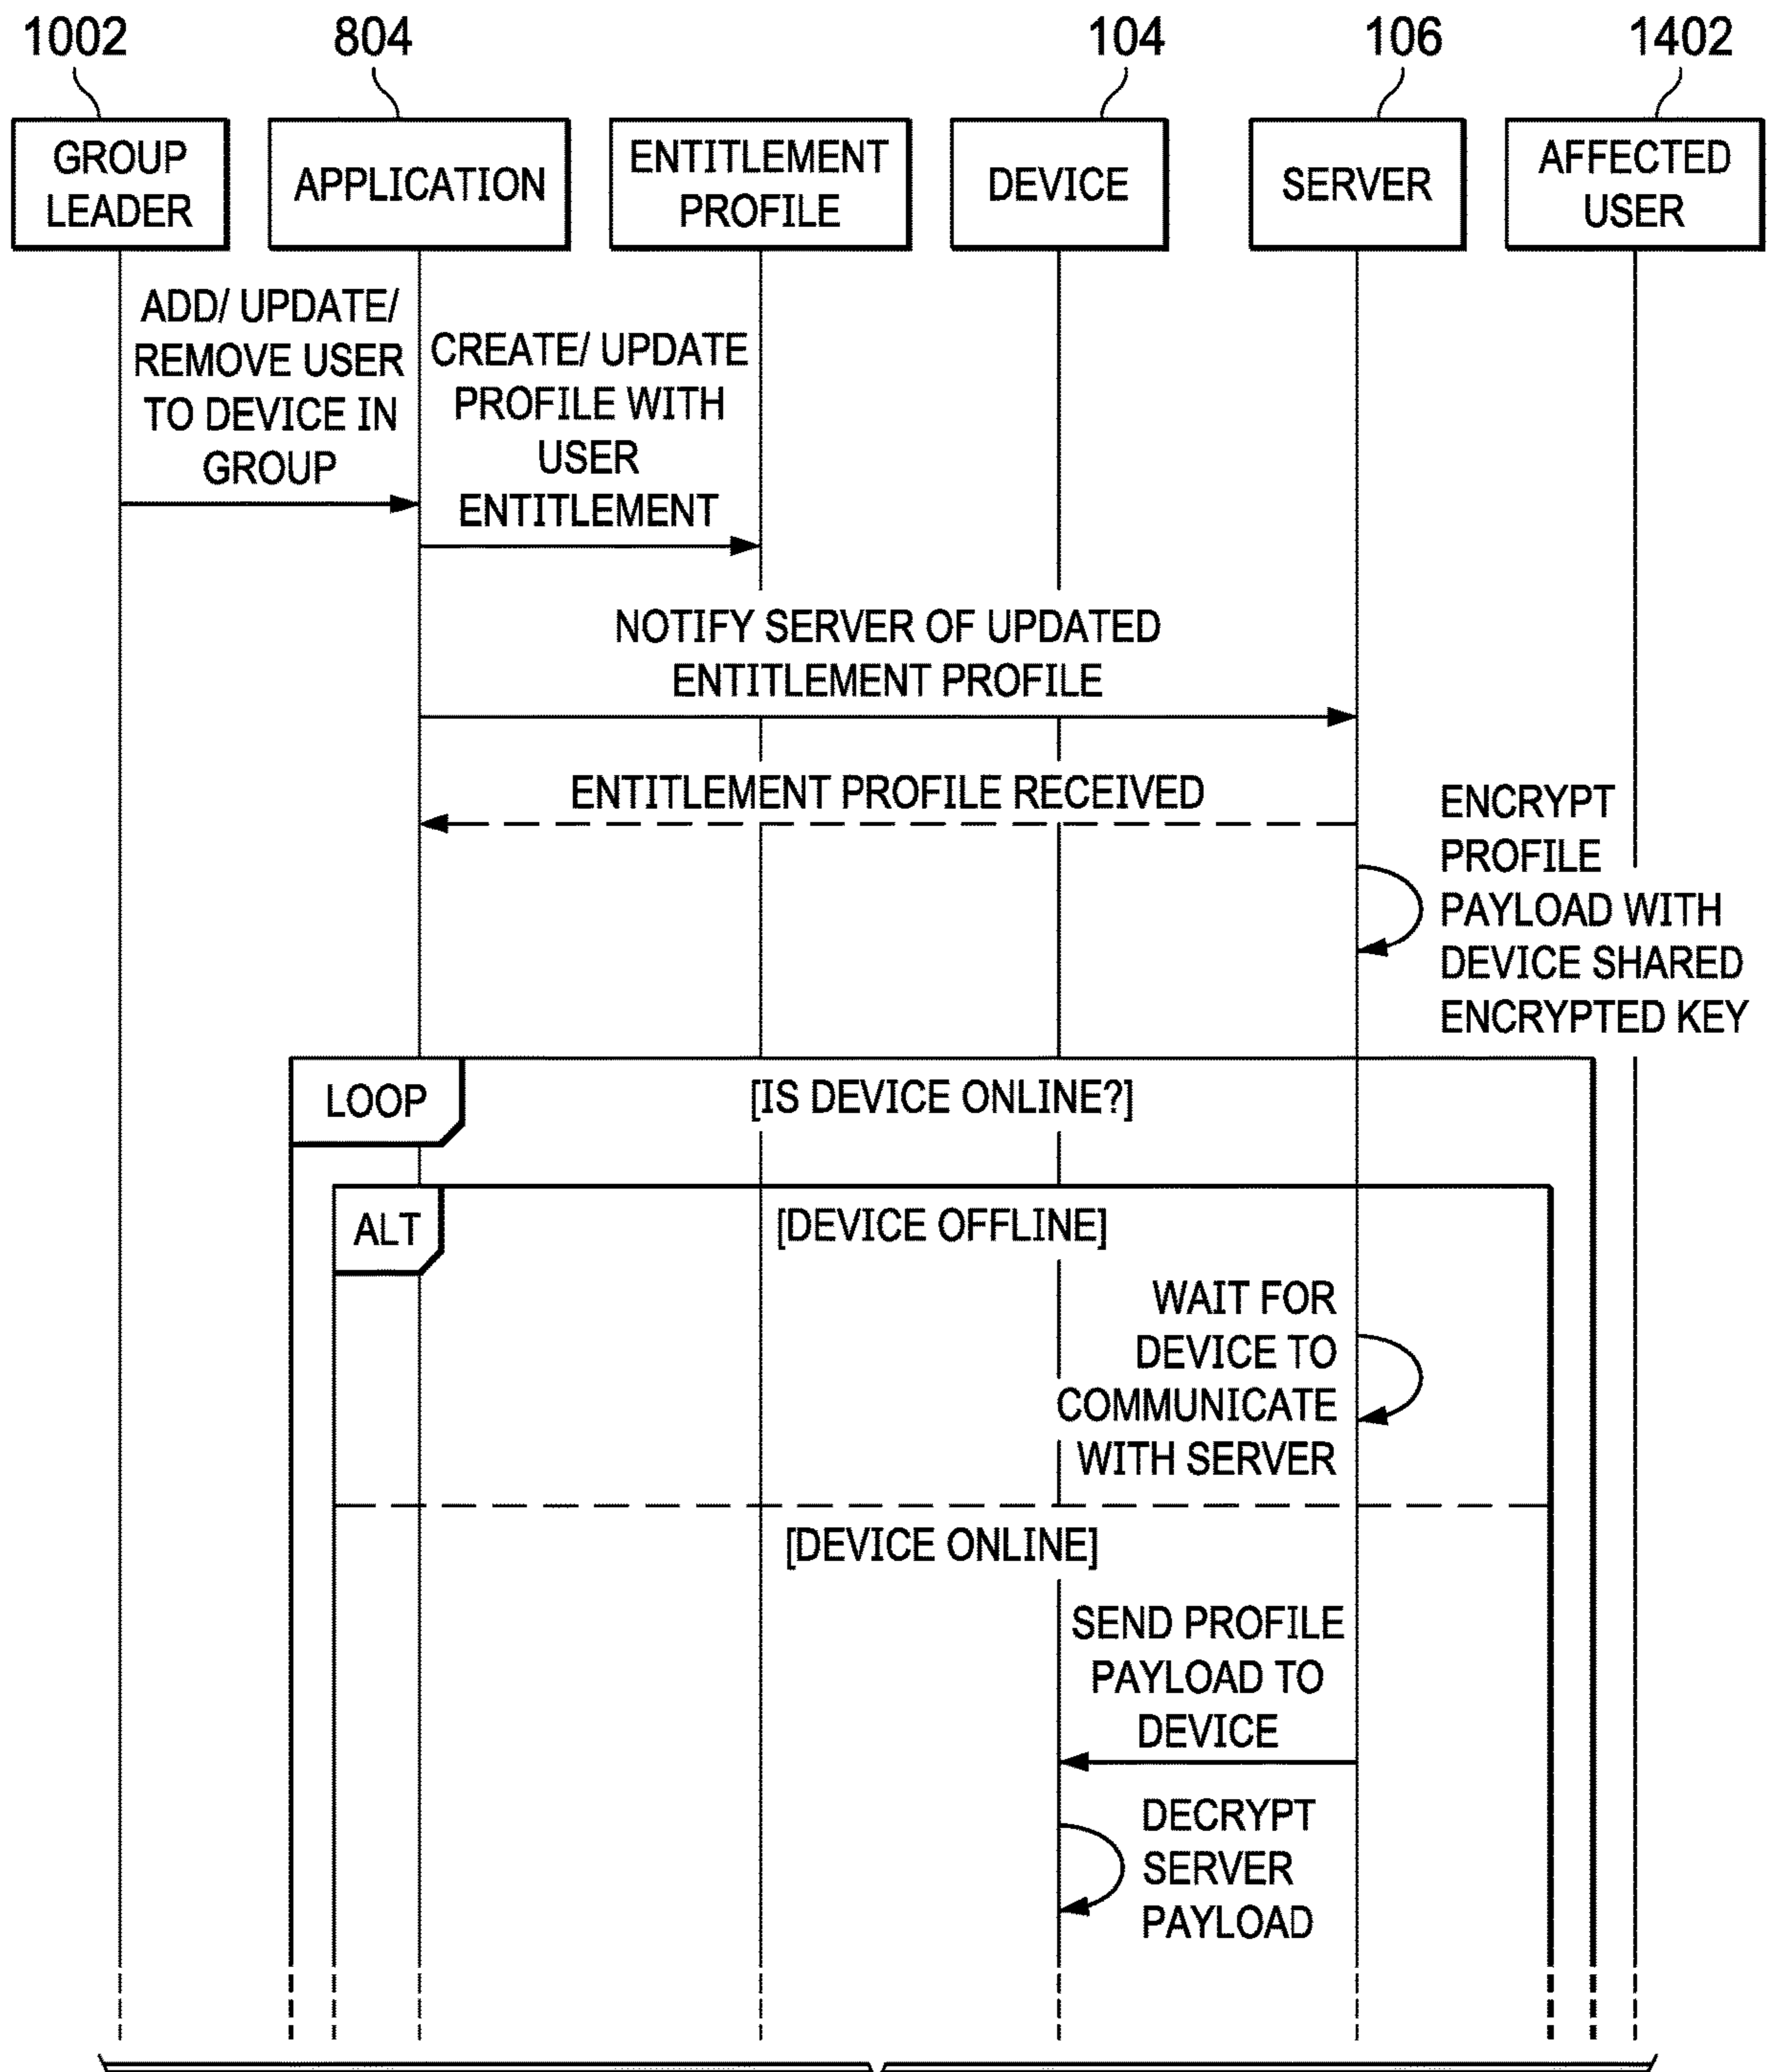 1002
804
104
106
1402
GROUP
LEADER
APPLICATION
ENTITLEMENT
PROFILE
DEVICE
SERVER
AFFECTED
USER
ADD/ UPDATE/
REMOVE USER
TO DEVICE IN
GROUP
CREATE/ UPDATE
PROFILE WITH
USER
ENTITLEMENT
NOTIFY SERVER OF UPDATED
ENTITLEMENT PROFILE
ENTITLEMENT PROFILE RECEIVED
ENCRYPT
PROFILE
PAYLOAD WITH
DEVICE SHARED
ENCRYPTED KEY
LOOP
[IS DEVICE ONLINE?]
ALT
[DEVICE OFFLINE]
WAIT FOR
DEVICE TO
COMMUNICATE
WITH SERVER
[DEVICE ONLINE]
SEND PROFILE
PAYLOAD TO
DEVICE
DECRYPT
SERVER
PAYLOAD